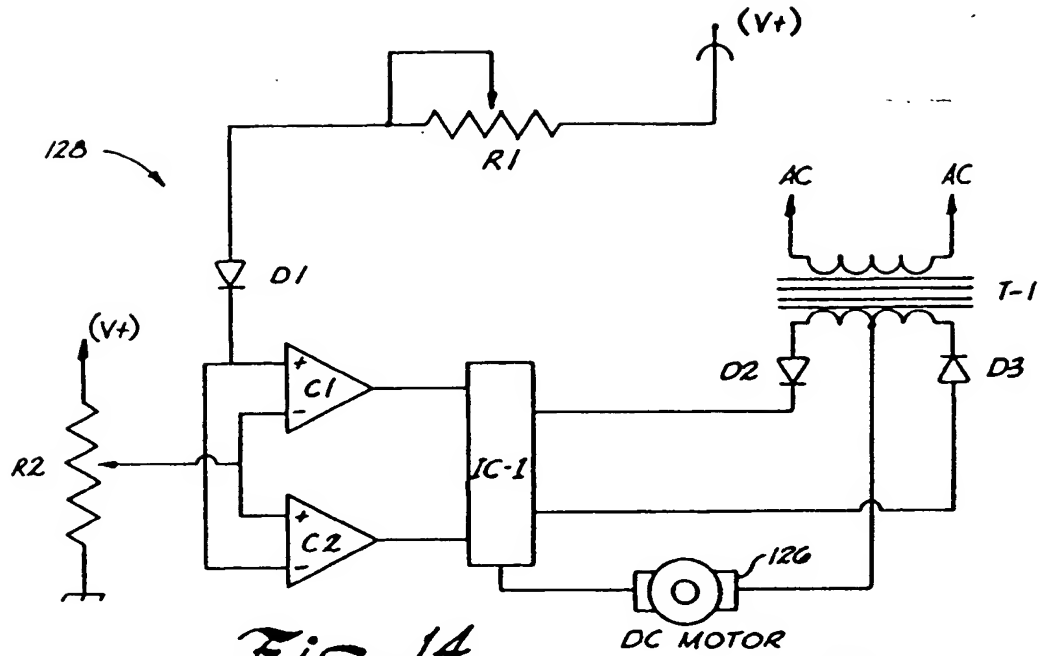 (V+)
R1
128
AC
AC
D1
T-1
(V+)
+
C1
-
D2
D3
R2
IC-1
+
C2
-
126
DC MOTOR
Fig. 14